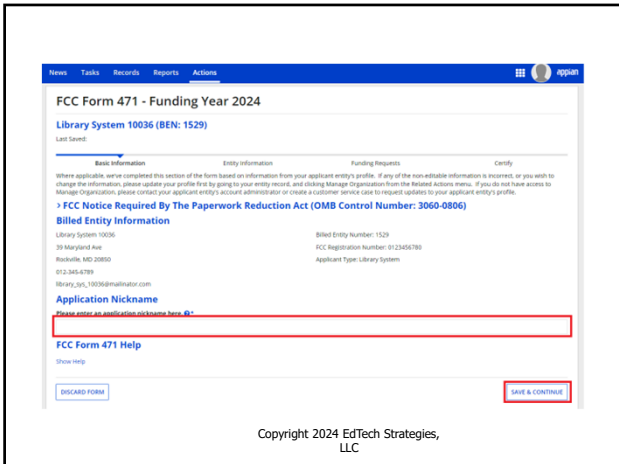 News Tasks Records Reports Actions appian
FCC Form 471 - Funding Year 2024
Library System 10036 (BEN: 1529)
Last Saved:
Basic Information Entity Information Funding Requests Certify
Where applicable, we've completed this section of the form based on information from your applicant entity's profile. If any of the non-editable information is incorrect, or you wish to
change the information, please update your profile first by going to your entity record, and clicking Manage Organization from the Related Actions menu. If you do not have access to
Manage Organization, please contact your applicant entity's account administrator or create a customer service case to request updates to your applicant entity's profile.
> FCC Notice Required By The Paperwork Reduction Act (OMB Control Number: 3060-0806)
Billed Entity Information
Library System 10036 Billed Entity Number: 1529
39 Maryland Ave FCC Registration Number: 0123456780
Rockville, MD 20850 Applicant Type: Library System
012-345-6789
library_sys_10036@mailinator.com
Application Nickname
Please enter an application nickname here. *
FCC Form 471 Help
Show Help
DISCARD FORM SAVE & CONTINUE
Copyright 2024 EdTech Strategies,
LLC